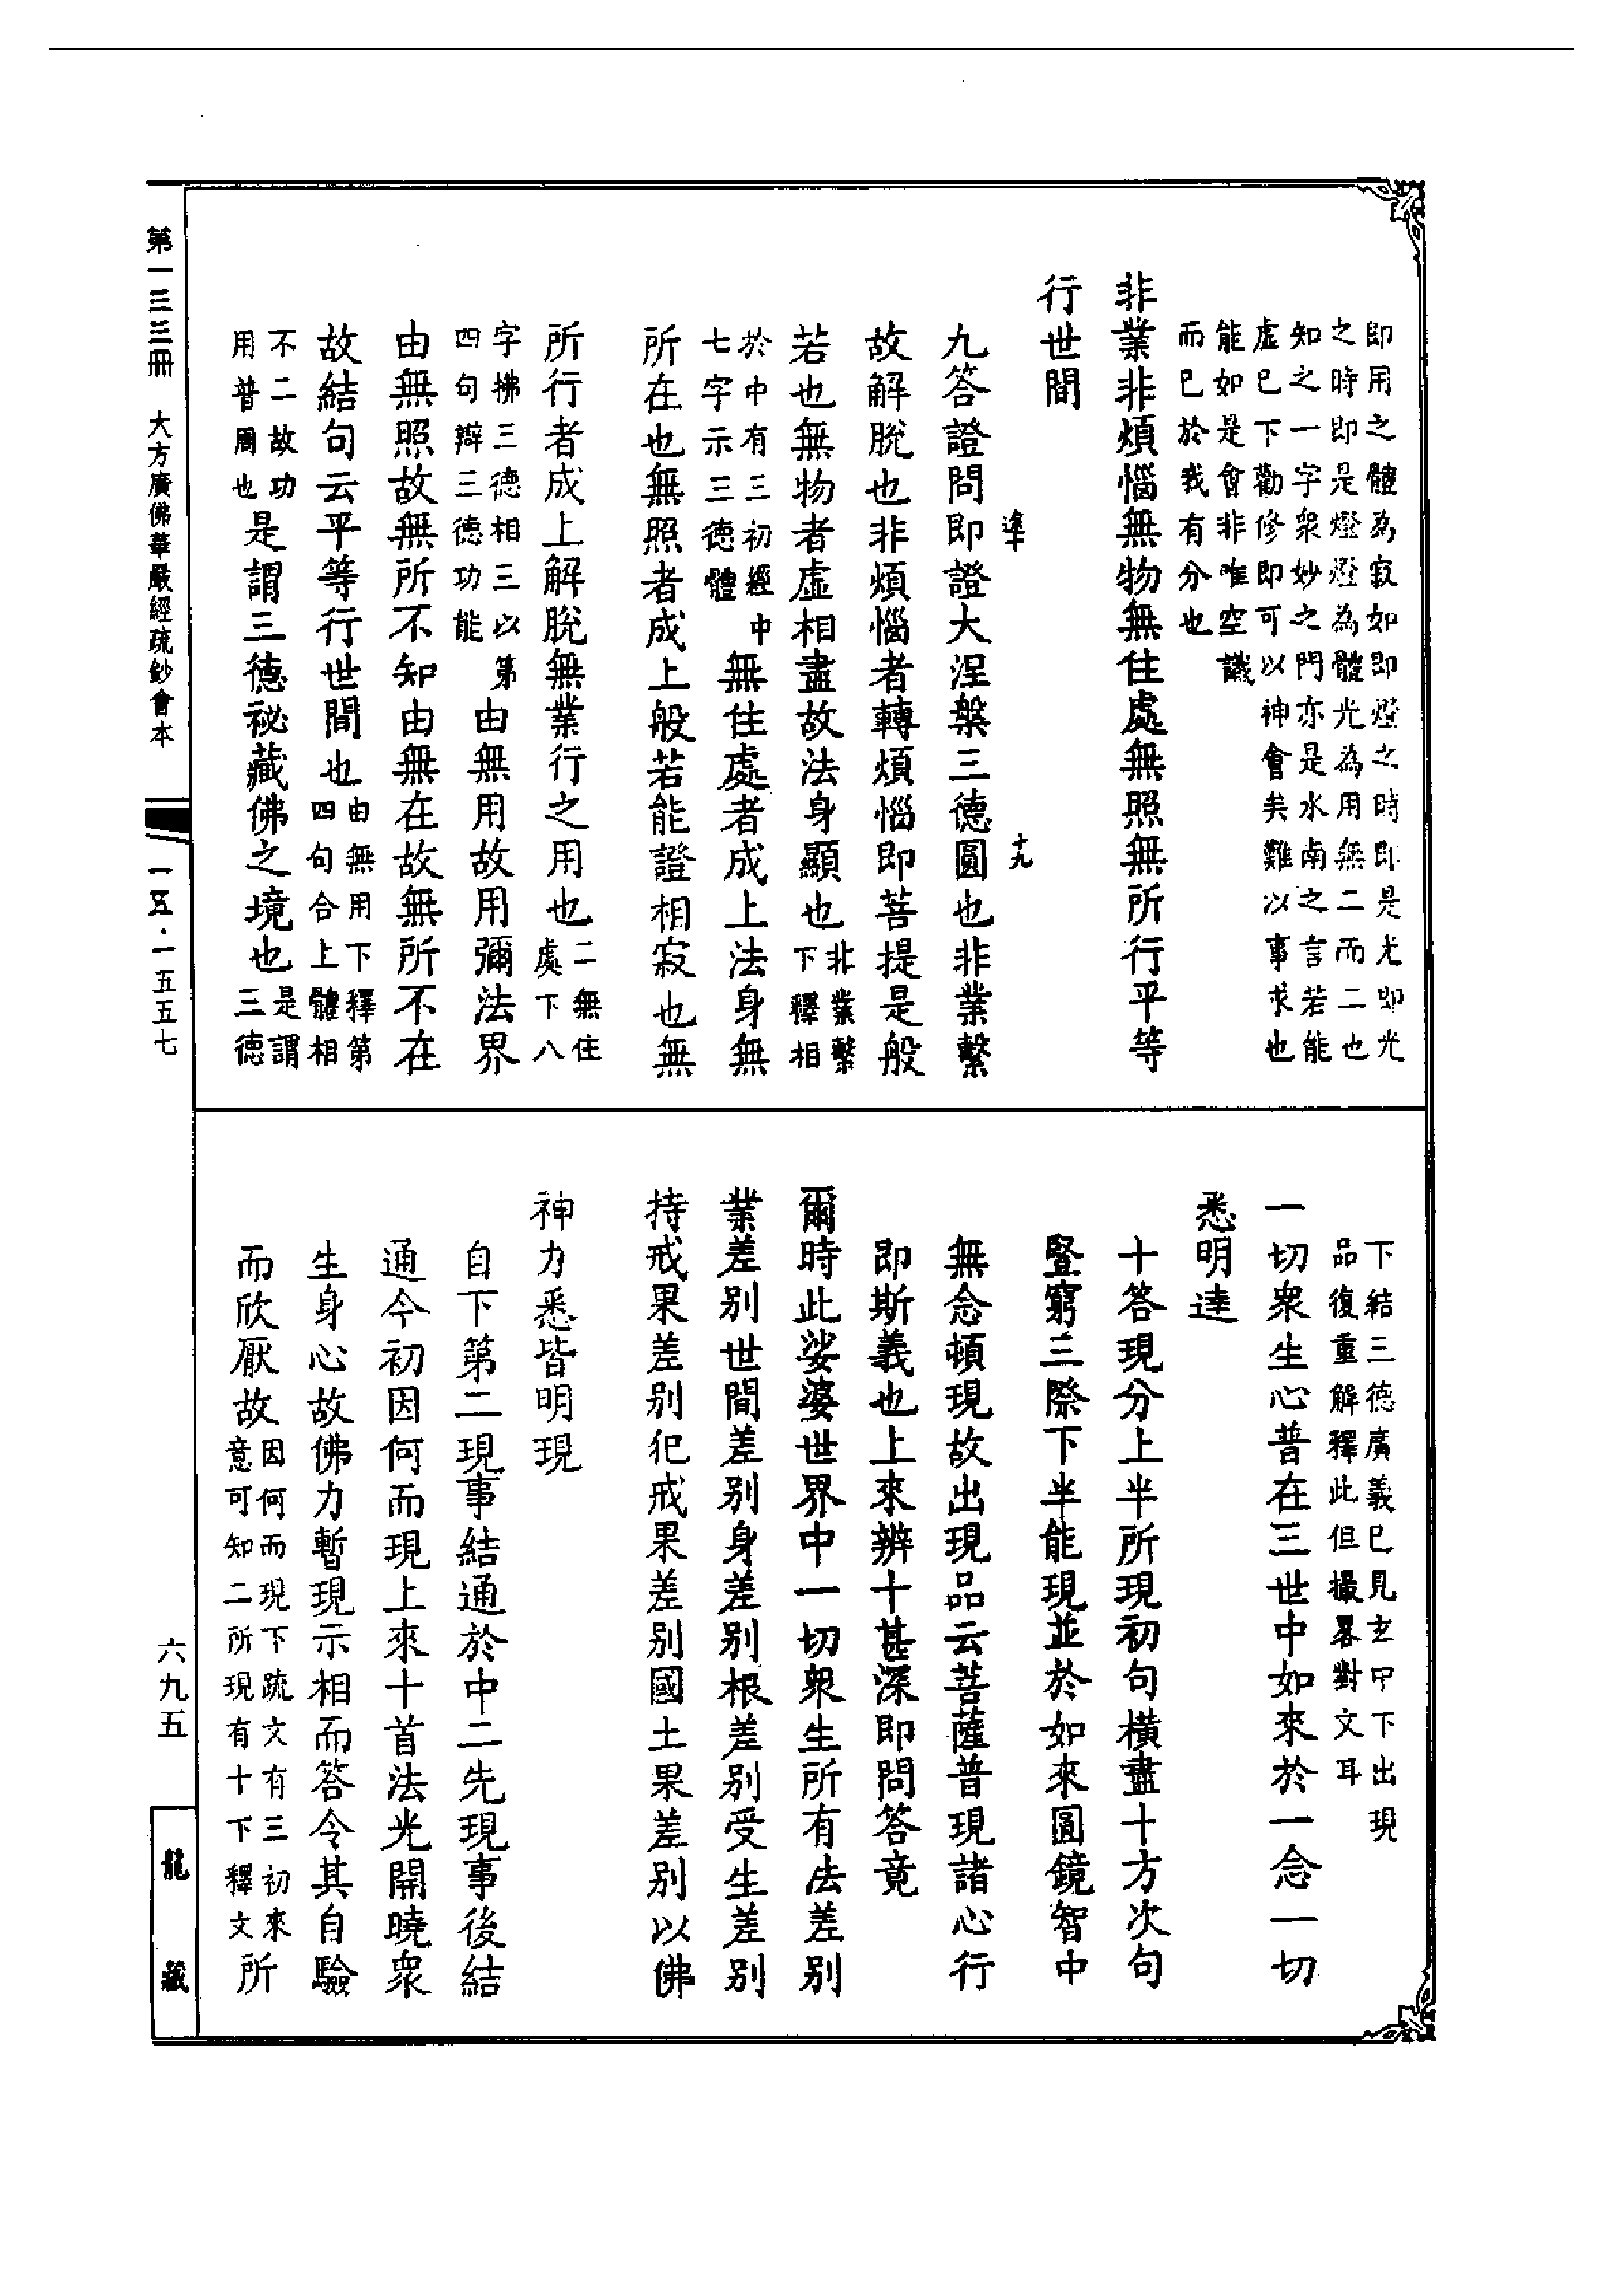 即用之體為寂如即燈之時即是光即光
之時即是燈燈為體光為用無二而二也
知之一字衆妙之門亦是水南之言若能
虛己下勸修即可以神會矣難以事求也
能如是會非唯空識
而已於我有分也
非業非煩惱無物無住處無照無所行平等
行世間
逢 十九
九答證問即證大涅槃三德圓也非業繫
故解脫也非煩惱者轉煩惱即菩提是般
若也無物者虛相盡故法身顯也非業繫
下釋相
於中有三初經中
七字示三德體
無住處者成上法身無
所在也無照者成上般若能證相寂也無
所行者成上解脫無業行之用也二無住
處下八
字拂三德相三以第
四句辯三德功能
由無用故用彌法界
由無照故無所不知由無在故無所不在
故結句云平等行世間也由無用下釋第
四句合上體相
不二故功
用普周也
是謂三德祕藏佛之境也是謂
三德
下結三德廣義已見玄中下出現
品復重解釋此但撮畧對文耳
一切衆生心普在三世中如來於一念一切
悉明達
十答現分上半所現初句橫盡十方次句
豎窮三際下半能現並於如來圓鏡智中
無念頓現故出現品云菩薩普現諸心行
即斯義也上來辨十甚深即問答竟
爾時此娑婆世界中一切衆生所有法差別
業差別世間差別身差別根差別受生差別
持戒果差別犯戒果差別國土果差別以佛
神力悉皆明現
自下第二現事結通於中二先現事後結
通今初因何而現上來十首法光開曉衆
生身心故佛力暫現示相而答令其自驗
而欣厭故因何而現下疏文有三初來
意可知二所現有十下釋文
所
第一三三冊 大方廣佛華嚴經疏鈔會本 一五·一五五七
六九五
龍藏